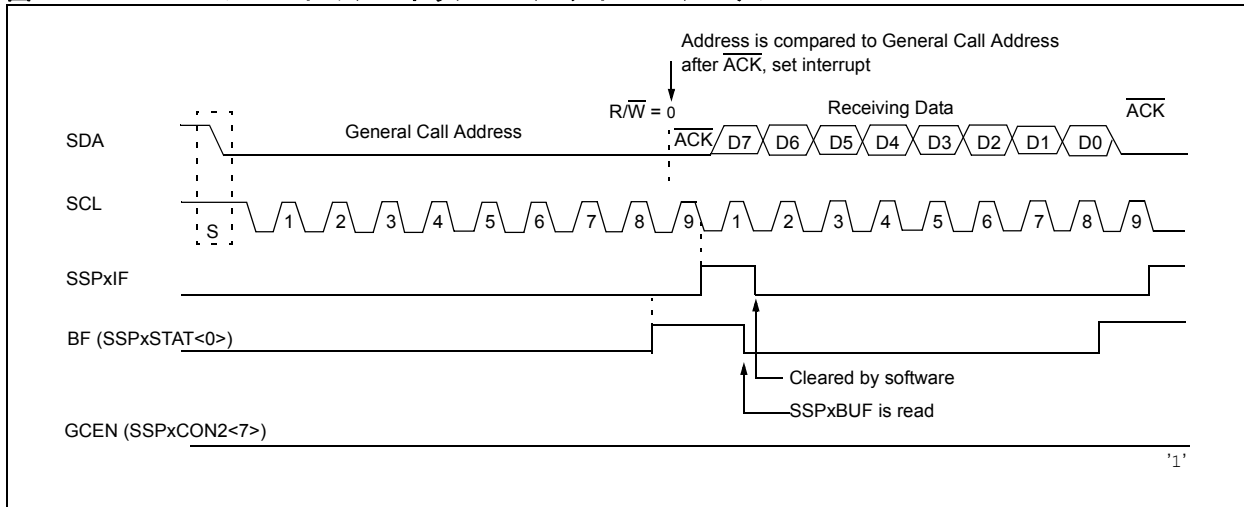 Address is compared to General Call Address
after ACK, set interrupt
R/W = 0
Receiving Data
ACK
SDA
General Call Address
ACK D7 D6 D5 D4 D3 D2 D1 D0
SCL
S
1 2 3 4 5 6 7 8 9 1 2 3 4 5 6 7 8 9
SSPxIF
BF (SSPxSTAT<0>)
Cleared by software
SSPxBUF is read
GCEN (SSPxCON2<7>)
'1'